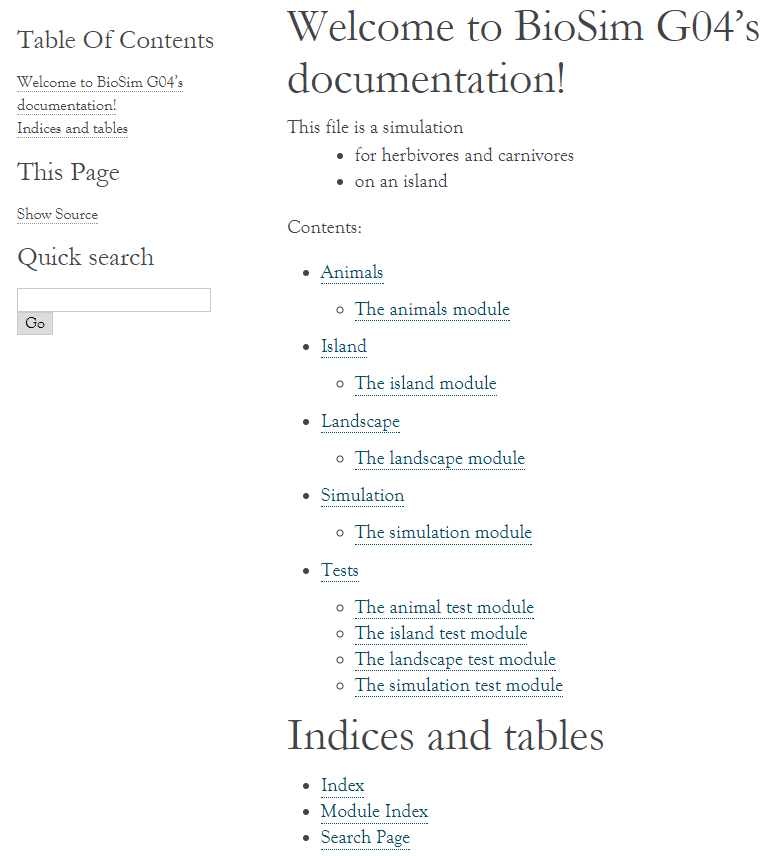 Table Of Contents
Welcome to BioSim G04’s
documentation!
Indices and tables
This Page
Show Source
Quick search
Go
Welcome to BioSim G04’s
documentation!
This file is a simulation
for herbivores and carnivores
on an island
Contents:
Animals
The animals module
Island
The island module
Landscape
The landscape module
Simulation
The simulation module
Tests
The animal test module
The island test module
The landscape test module
The simulation test module
Indices and tables
Index
Module Index
Search Page